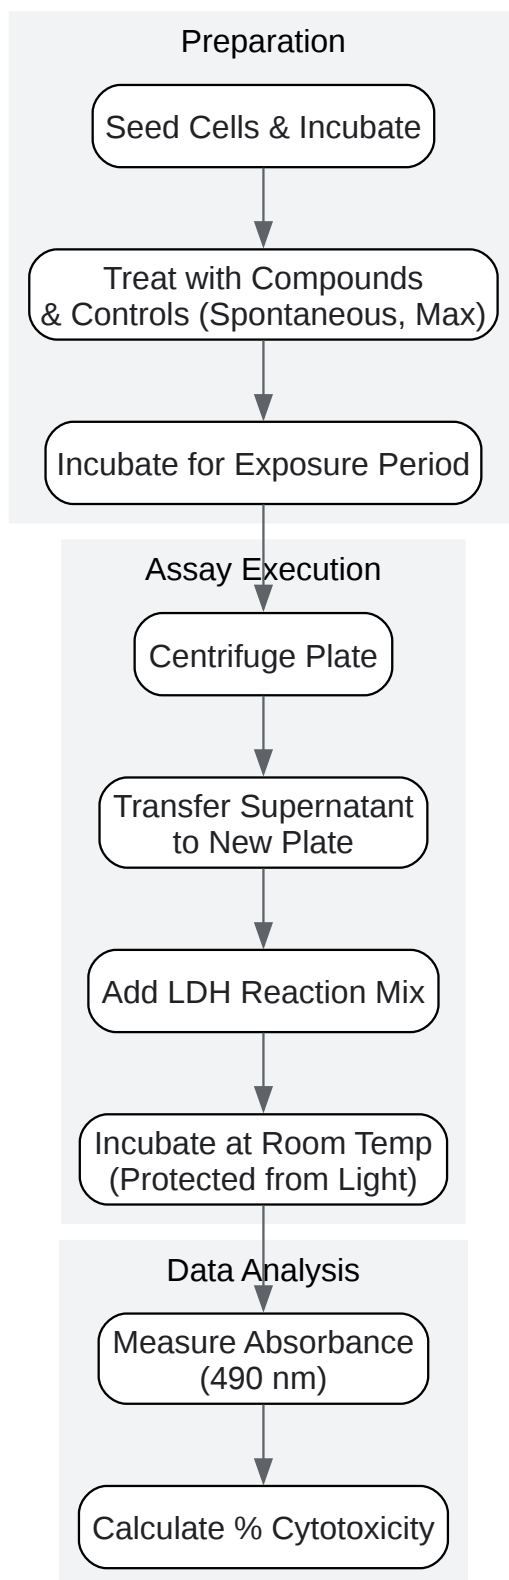 Preparation
Seed Cells & Incubate
Treat with Compounds
& Controls (Spontaneous, Max)
Incubate for Exposure Period
Assay Execution
Centrifuge Plate
Transfer Supernatant
to New Plate
Add LDH Reaction Mix
Incubate at Room Temp
(Protected from Light)
Data Analysis
Measure Absorbance
(490 nm)
Calculate % Cytotoxicity